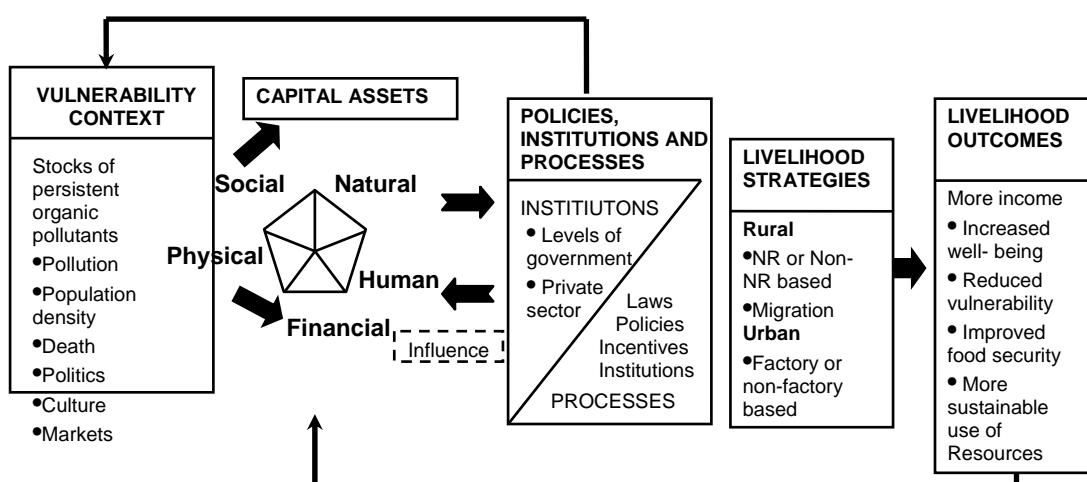 VULNERABILITY
CONTEXT
Stocks of
persistent
organic
pollutants
•Pollution
•Population
density
•Death
•Politics
•Culture
•Markets
CAPITAL ASSETS
Social
Natural
Physical
Human
Financial
Influence
POLICIES,
INSTITUTIONS AND
PROCESSES
INSTITIUTONS
• Levels of
government
• Private
sector
Laws
Policies
Incentives
Institutions
PROCESSES
LIVELIHOOD
STRATEGIES
Rural
•NR or Non-
NR based
•Migration
Urban
•Factory or
non-factory
based
LIVELIHOOD
OUTCOMES
More income
• Increased
well- being
• Reduced
vulnerability
• Improved
food security
• More
sustainable
use of
Resources